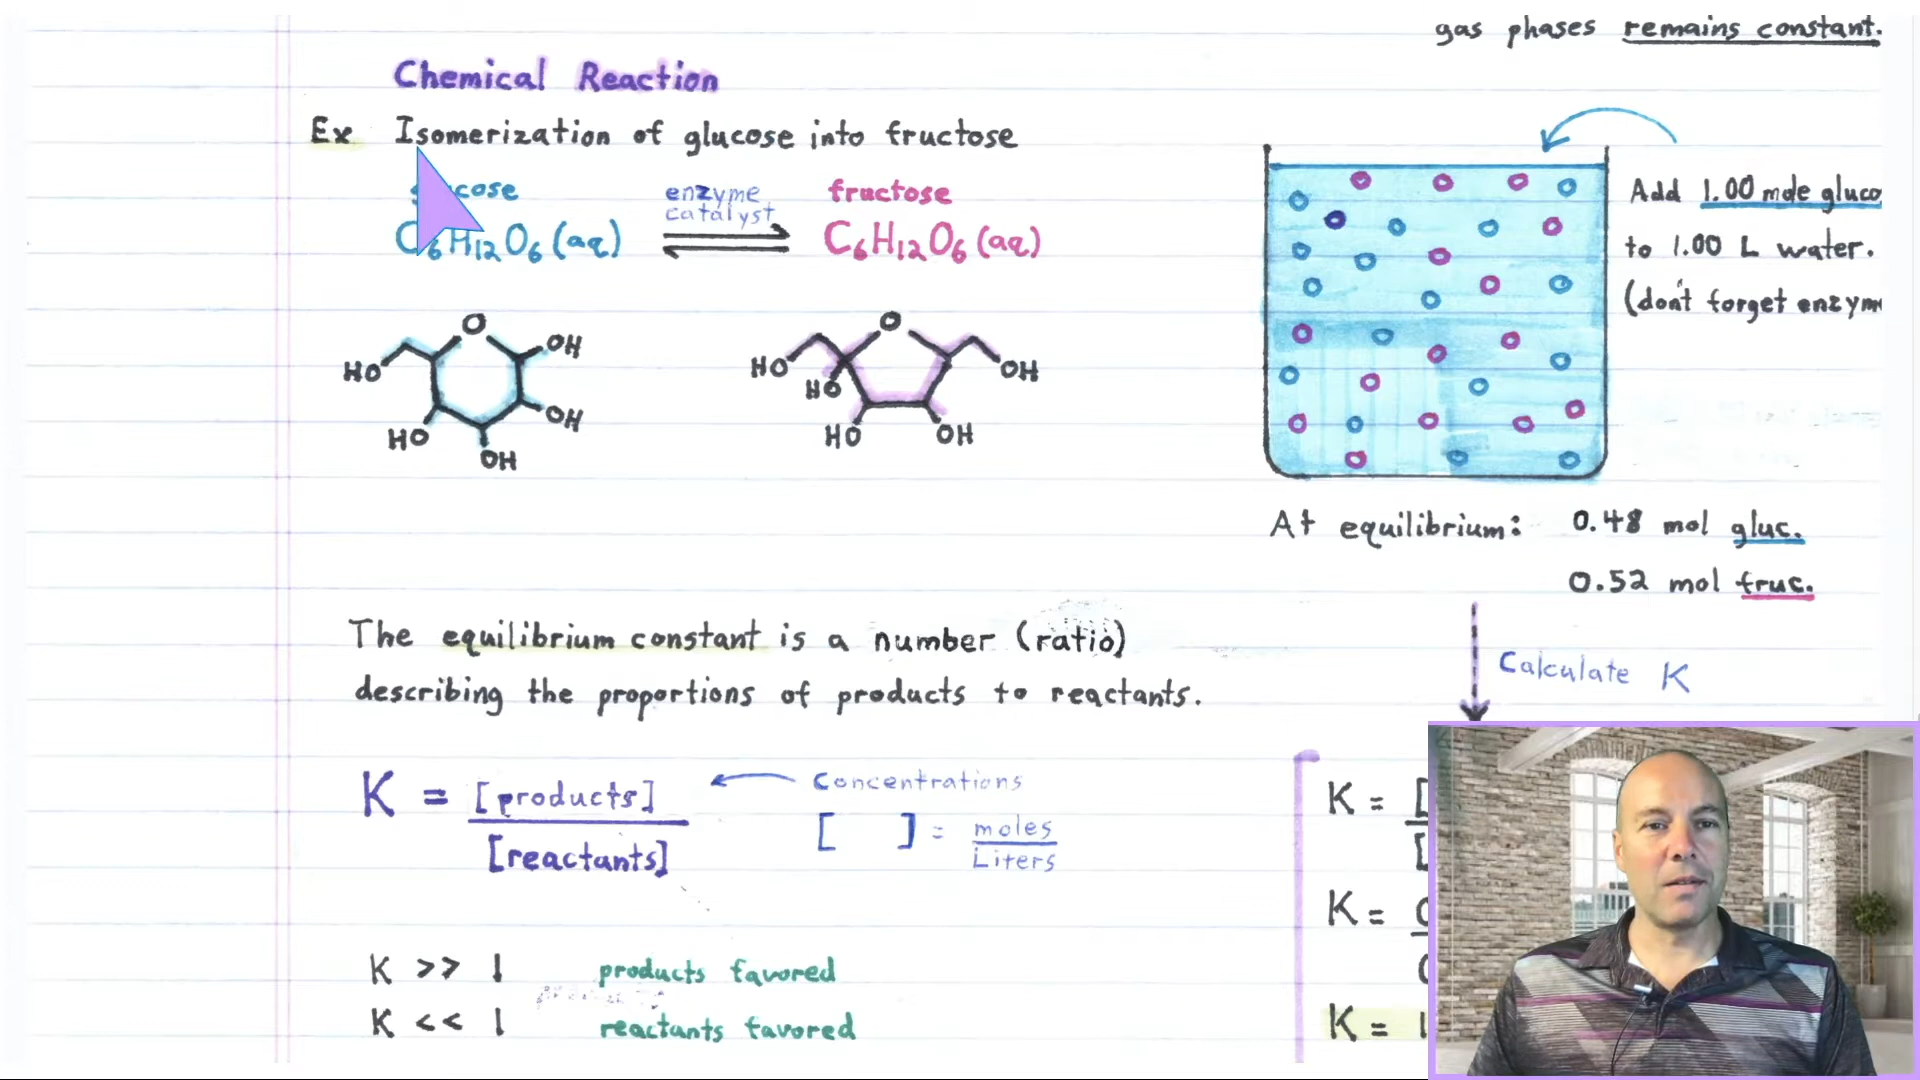 gas phases remains constant.
Chemical Reaction
Ex Isomerization of glucose into fructose
enzyme
catalyst
fructose
C₆H₁₂O₆(aq)
C₆H₁₂O₆(aq)
O
OH
HO
OH
HO
OH
O
HO
HO
OH
HO
OH
Add 1.00 mole gluco
to 1.00 L water.
(don't forget enzym
At equilibrium: 0.48 mol gluc.
0.52 mol fruc.
The equilibrium constant is a number (ratio)
describing the proportions of products to reactants.
Calculate K
K = [products]
[reactants]
Concentrations
[ ] = moles
Liters
K >> 1 products favored
K << 1 reactants favored
K = [
[
K =
K = 1